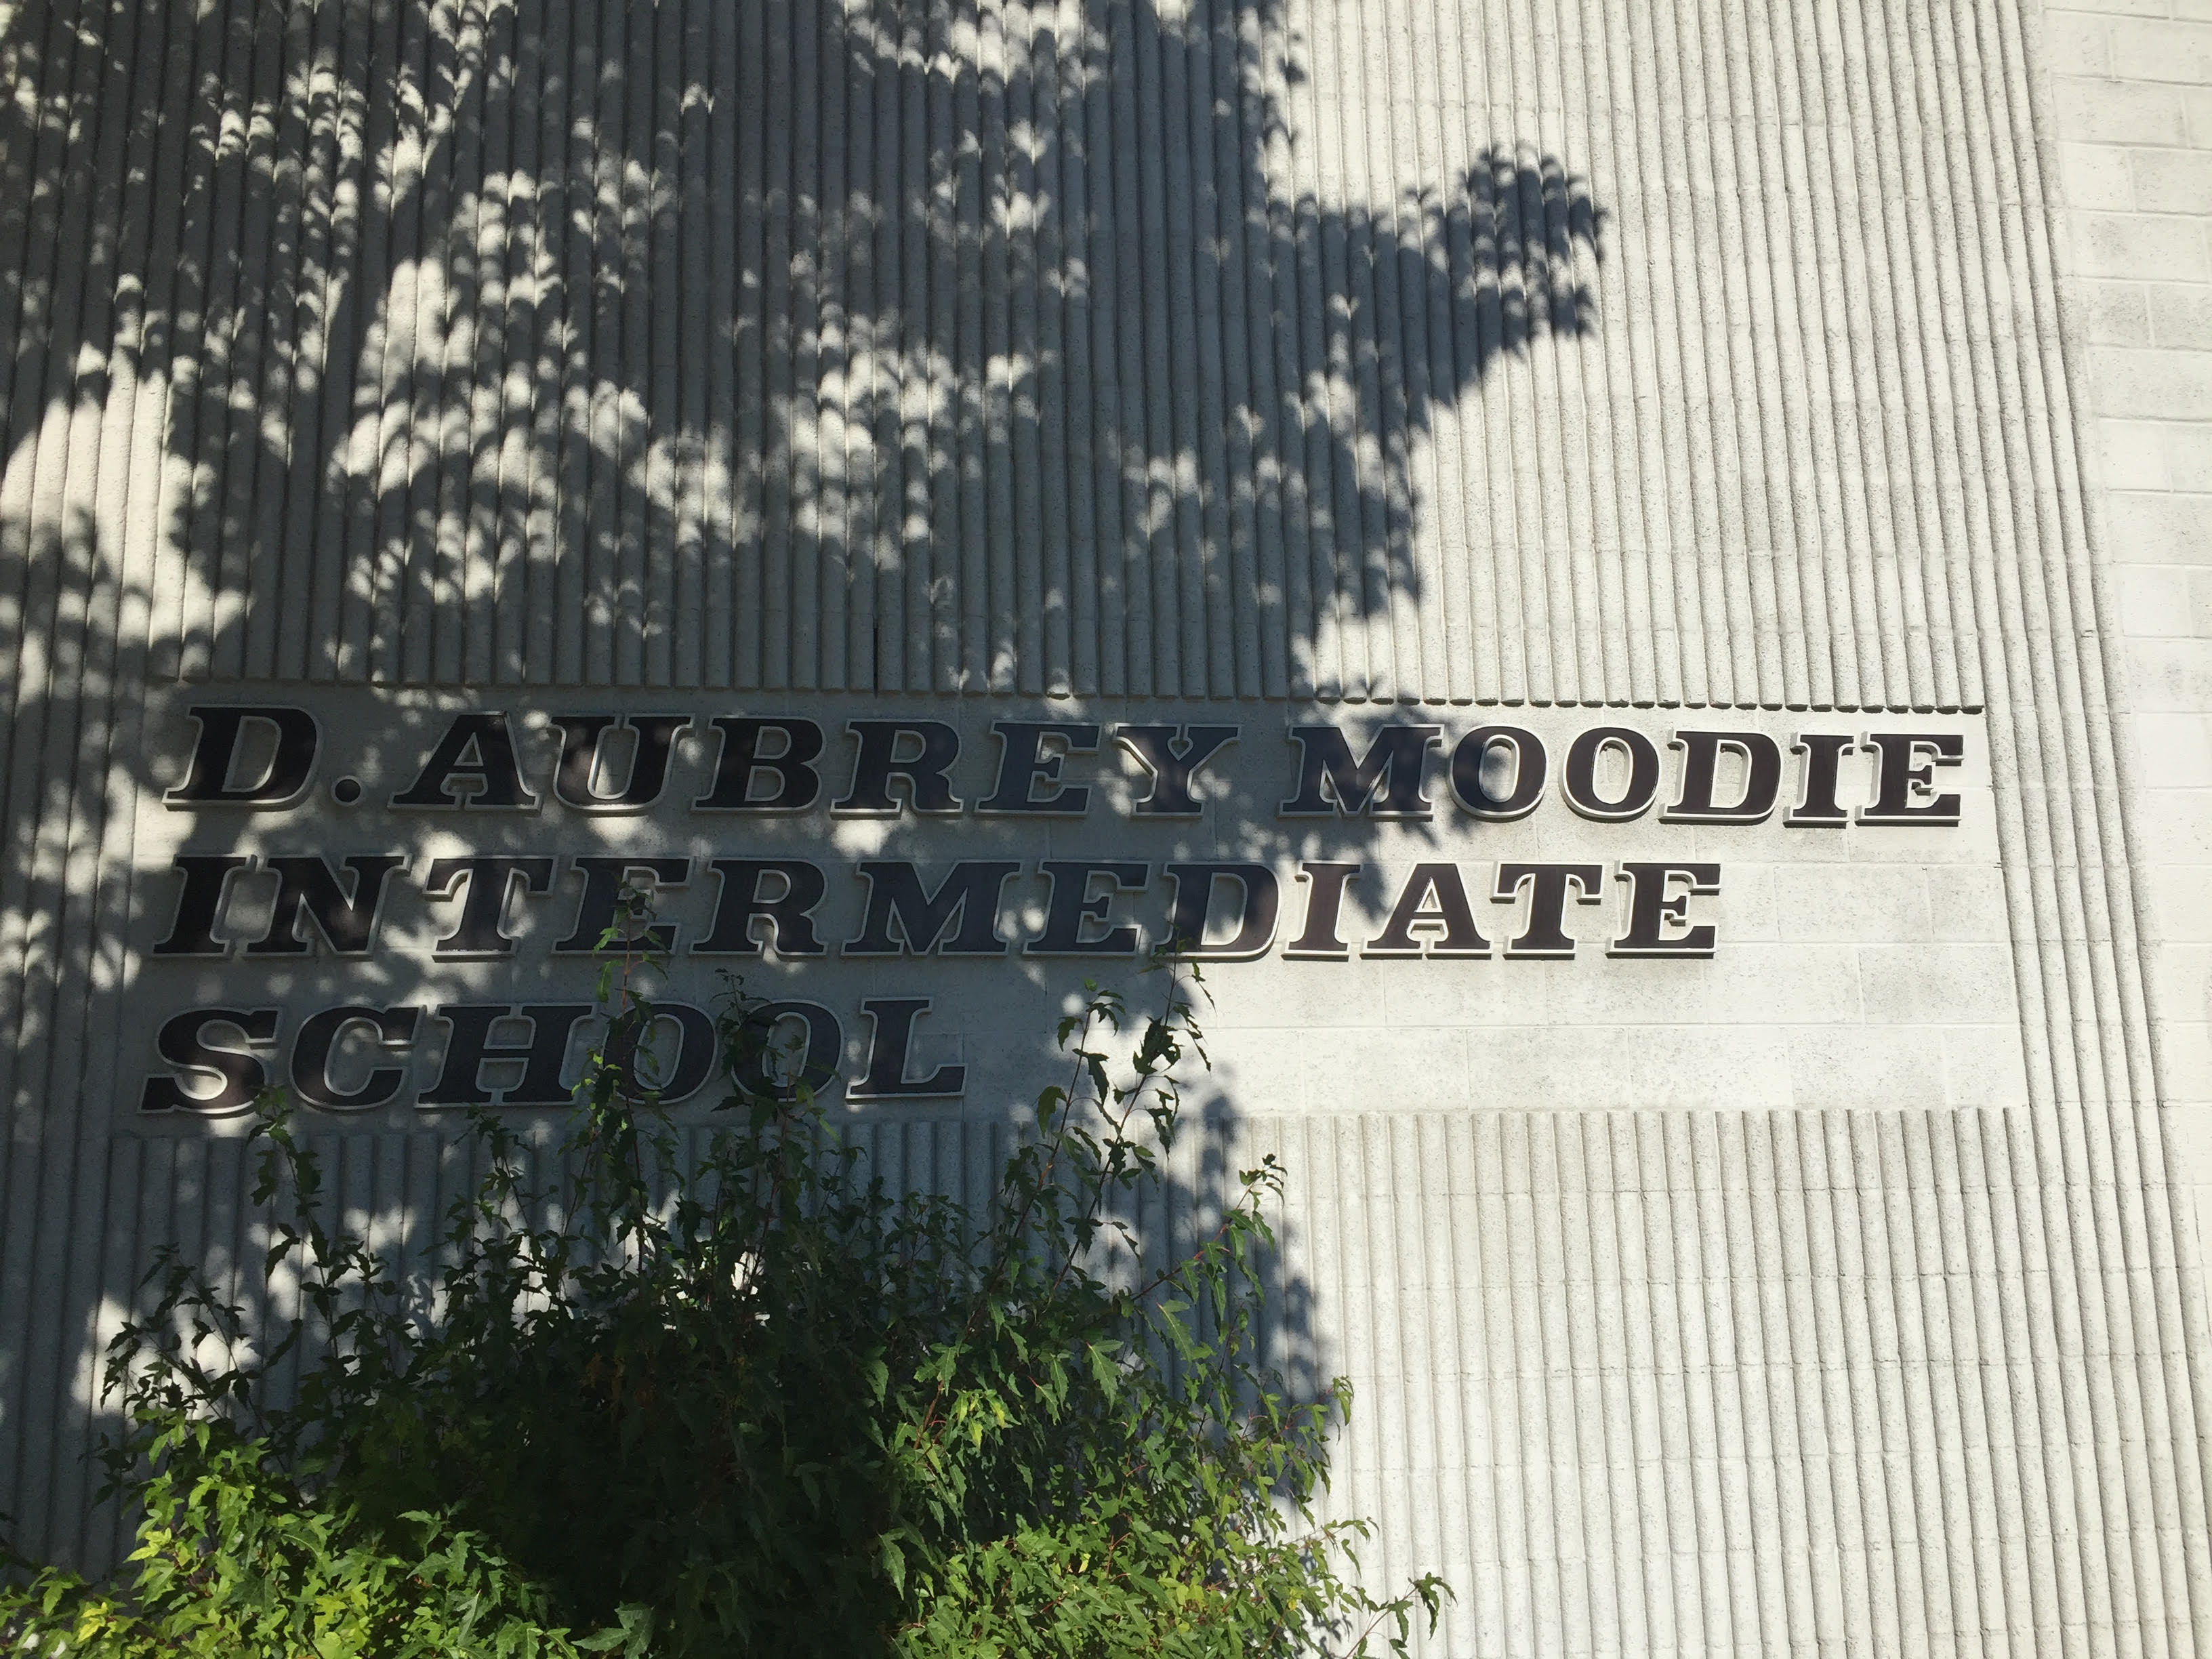 D. AUBREY MOODIE
INTERMEDIATE
SCHOOL